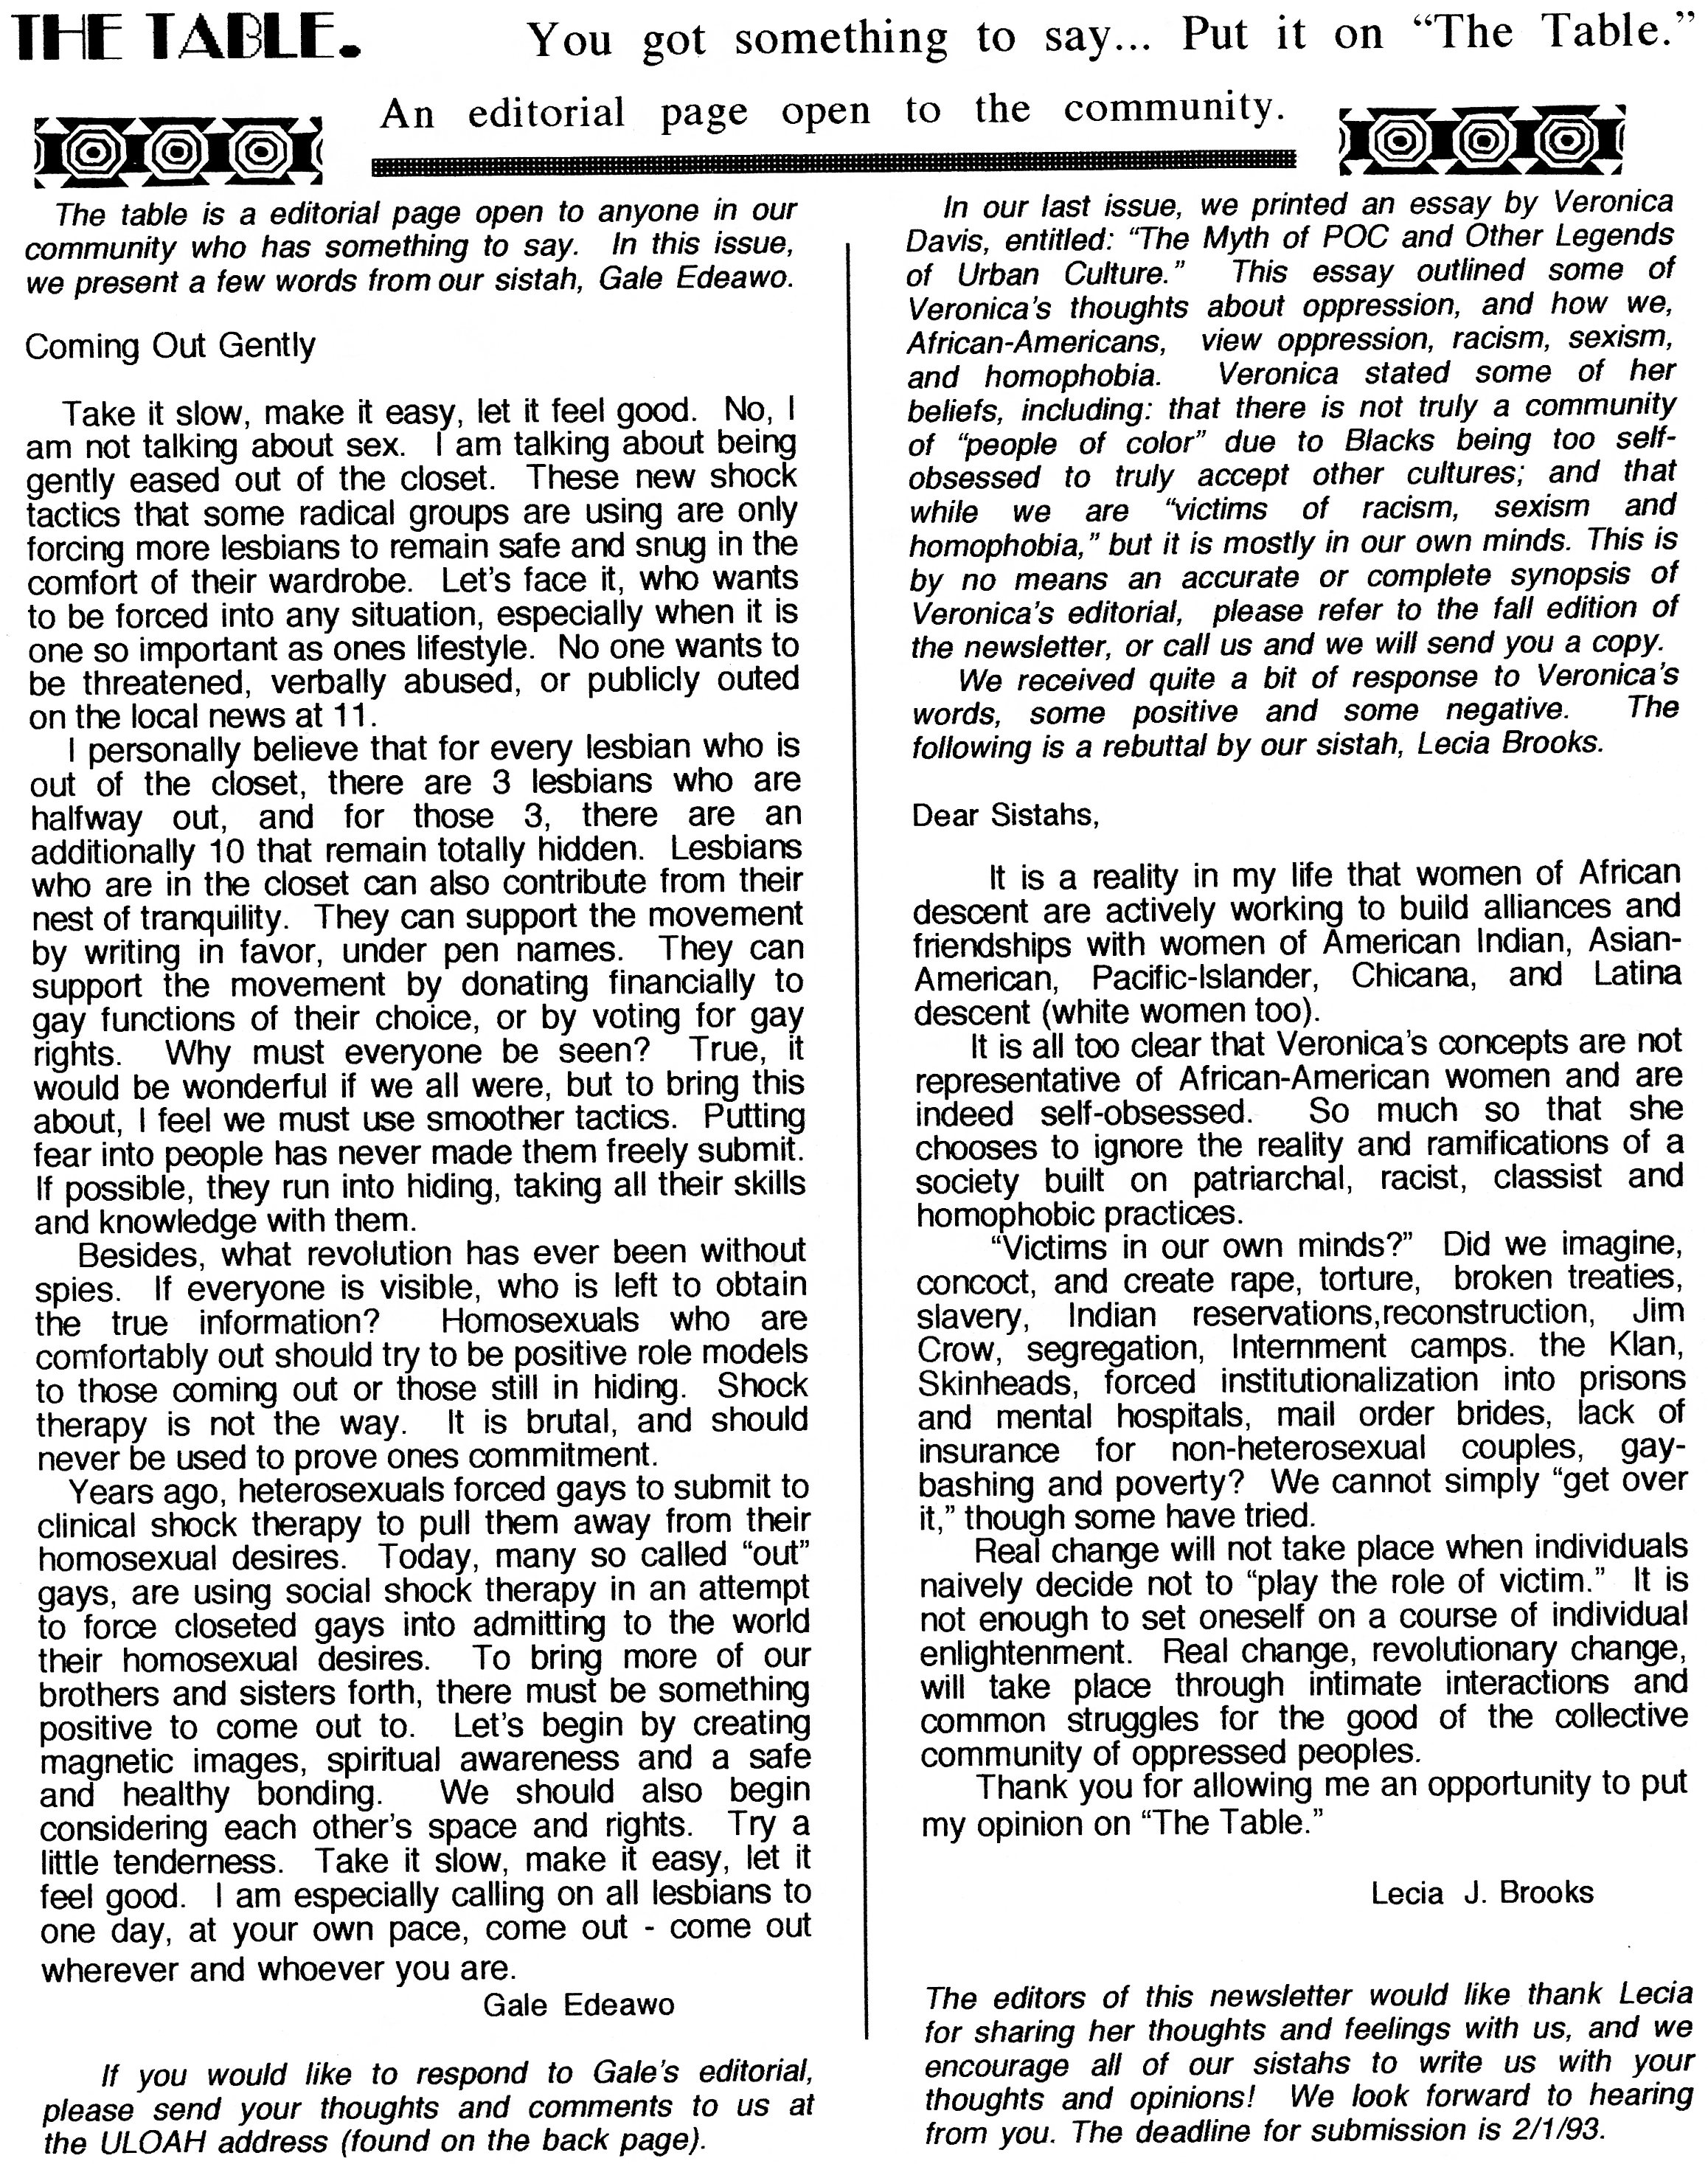 THE TABLE.
You got something to say... Put it on “The Table.”
An editorial page open to the community.
The table is a editorial page open to anyone in our
community who has something to say. In this issue,
we present a few words from our sistah, Gale Edeawo.
Coming Out Gently
Take it slow, make it easy, let it feel good. No, I
am not talking about sex. I am talking about being
gently eased out of the closet. These new shock
tactics that some radical groups are using are only
forcing more lesbians to remain safe and snug in the
comfort of their wardrobe. Let’s face it, who wants
to be forced into any situation, especially when it is
one so important as ones lifestyle. No one wants to
be threatened, verbally abused, or publicly outed
on the local news at 11.
I personally believe that for every lesbian who is
out of the closet, there are 3 lesbians who are
halfway out, and for those 3, there are an
additionally 10 that remain totally hidden. Lesbians
who are in the closet can also contribute from their
nest of tranquility. They can support the movement
by writing in favor, under pen names. They can
support the movement by donating financially to
gay functions of their choice, or by voting for gay
rights. Why must everyone be seen? True, it
would be wonderful if we all were, but to bring this
about, I feel we must use smoother tactics. Putting
fear into people has never made them freely submit.
If possible, they run into hiding, taking all their skills
and knowledge with them.
Besides, what revolution has ever been without
spies. If everyone is visible, who is left to obtain
the true information? Homosexuals who are
comfortably out should try to be positive role models
to those coming out or those still in hiding. Shock
therapy is not the way. It is brutal, and should
never be used to prove ones commitment.
Years ago, heterosexuals forced gays to submit to
clinical shock therapy to pull them away from their
homosexual desires. Today, many so called “out”
gays, are using social shock therapy in an attempt
to force closeted gays into admitting to the world
their homosexual desires. To bring more of our
brothers and sisters forth, there must be something
positive to come out to. Let’s begin by creating
magnetic images, spiritual awareness and a safe
and healthy bonding. We should also begin
considering each other’s space and rights. Try a
little tenderness. Take it slow, make it easy, let it
feel good. I am especially calling on all lesbians to
one day, at your own pace, come out - come out
wherever and whoever you are.
Gale Edeawo
If you would like to respond to Gale’s editorial,
please send your thoughts and comments to us at
the ULOAH address (found on the back page).
In our last issue, we printed an essay by Veronica
Davis, entitled: “The Myth of POC and Other Legends
of Urban Culture.” This essay outlined some of
Veronica’s thoughts about oppression, and how we,
African-Americans, view oppression, racism, sexism,
and homophobia. Veronica stated some of her
beliefs, including: that there is not truly a community
of “people of color” due to Blacks being too self-
obsessed to truly accept other cultures; and that
while we are “victims of racism, sexism and
homophobia,” but it is mostly in our own minds. This is
by no means an accurate or complete synopsis of
Veronica’s editorial, please refer to the fall edition of
the newsletter, or call us and we will send you a copy.
We received quite a bit of response to Veronica’s
words, some positive and some negative. The
following is a rebuttal by our sistah, Lecia Brooks.
Dear Sistahs,
It is a reality in my life that women of African
descent are actively working to build alliances and
friendships with women of American Indian, Asian-
American, Pacific-Islander, Chicana, and Latina
descent (white women too).
It is all too clear that Veronica’s concepts are not
representative of African-American women and are
indeed self-obsessed. So much so that she
chooses to ignore the reality and ramifications of a
society built on patriarchal, racist, classist and
homophobic practices.
“Victims in our own minds?” Did we imagine,
concoct, and create rape, torture, broken treaties,
slavery, Indian reservations,reconstruction, Jim
Crow, segregation, Internment camps. the Klan,
Skinheads, forced institutionalization into prisons
and mental hospitals, mail order brides, lack of
insurance for non-heterosexual couples, gay-
bashing and poverty? We cannot simply “get over
it,” though some have tried.
Real change will not take place when individuals
naively decide not to “play the role of victim.” It is
not enough to set oneself on a course of individual
enlightenment. Real change, revolutionary change,
will take place through intimate interactions and
common struggles for the good of the collective
community of oppressed peoples.
Thank you for allowing me an opportunity to put
my opinion on “The Table.”
Lecia J. Brooks
The editors of this newsletter would like thank Lecia
for sharing her thoughts and feelings with us, and we
encourage all of our sistahs to write us with your
thoughts and opinions! We look forward to hearing
from you. The deadline for submission is 2/1/93.